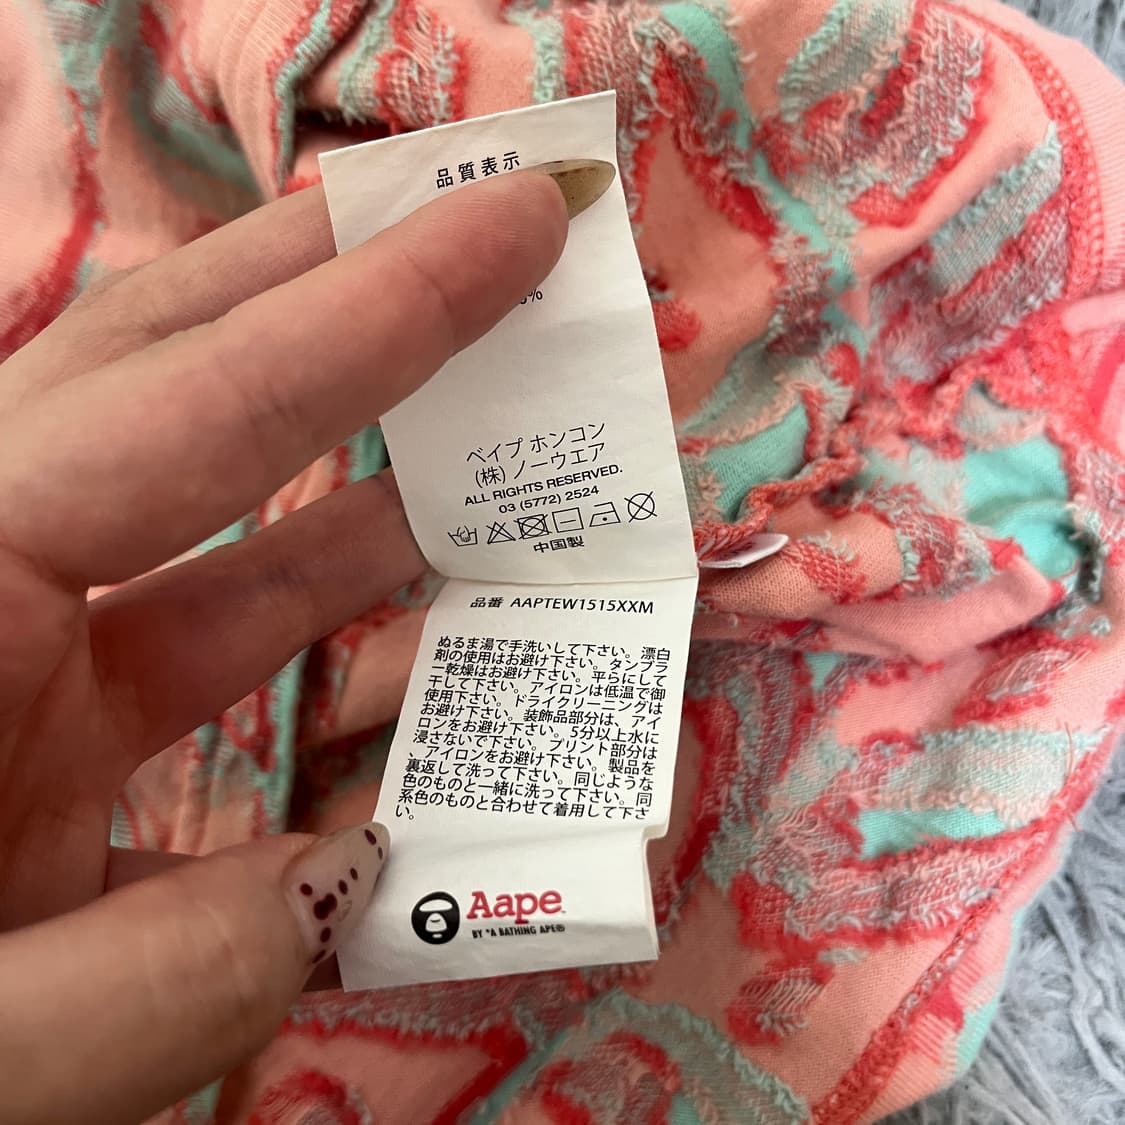 品質表示
%
ベイプ ホンコン
(株) ノーウエア
ALL RIGHTS RESERVED.
03 (5772) 2524
中国製
品番 AAPTEW1515XXM
ぬるま湯で手洗いして下さい。漂白
剤の使用はお避け下さい。タンブラ
ー乾燥はお避け下さい。平らにして
干して下さい。アイロンは低温で御
使用下さい。ドライクリーニングは
お避け下さい。装飾品部分は、アイ
ロンをお避け下さい。5分以上水に
浸さないで下さい。プリント部分は
、アイロンをお避け下さい。製品を
裏返して洗って下さい。同じような
色のものと一緒に洗って下さい。同
系色のものと合わせて着用して下さ
い。
Aape
BY *A BATHING APE®